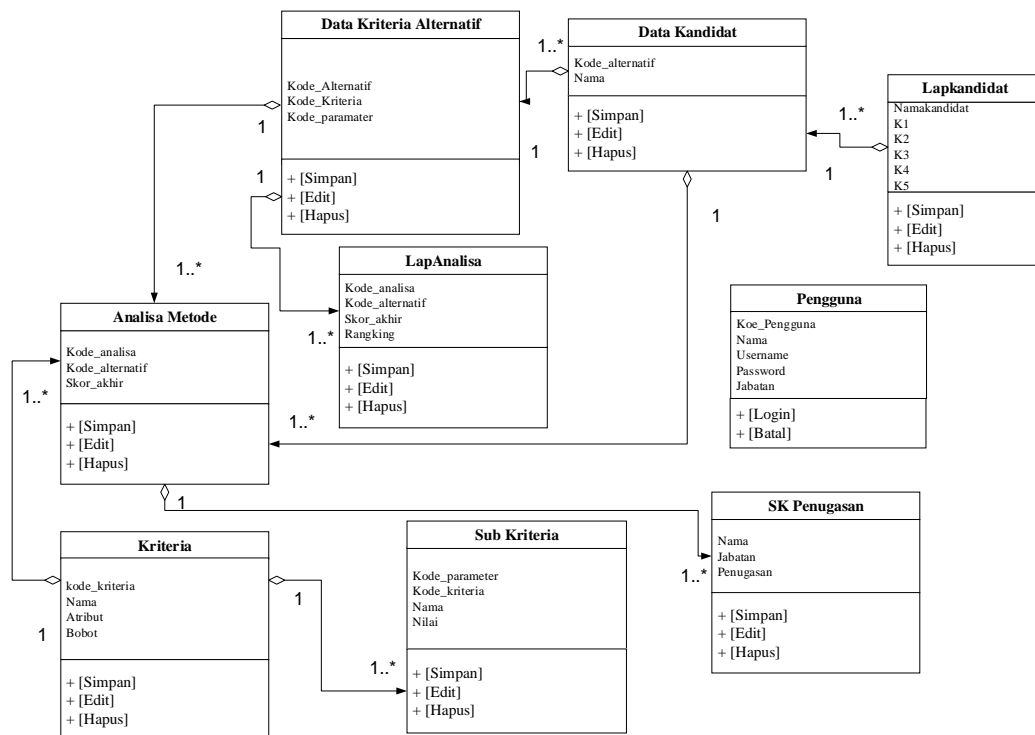 Data Kriteria Alternatif
Kode_Alternatif
Kode_Kriteria
Kode_paramater
+ [Simpan]
+ [Edit]
+ [Hapus]
1
1
1
1..*
Data Kandidat
Kode_alternatif
Nama
+ [Simpan]
+ [Edit]
+ [Hapus]
1..*
1
1
Lapkandidat
Namakandidat
K1
K2
K3
K4
K5
+ [Simpan]
+ [Edit]
+ [Hapus]
1..*
LapAnalisa
Kode_analisa
Kode_alternatif
Skor_akhir
Rangking
+ [Simpan]
+ [Edit]
+ [Hapus]
1..*
Pengguna
Koe_Pengguna
Nama
Username
Password
Jabatan
+ [Login]
+ [Batal]
1..*
Analisa Metode
Kode_analisa
Kode_alternatif
Skor_akhir
+ [Simpan]
+ [Edit]
+ [Hapus]
1..*
1..*
1
SK Penugasan
Nama
Jabatan
Penugasan
+ [Simpan]
+ [Edit]
+ [Hapus]
1..*
Kriteria
kode_kriteria
Nama
Atribut
Bobot
+ [Simpan]
+ [Edit]
+ [Hapus]
1
1
Sub Kriteria
Kode_parameter
Kode_kriteria
Nama
Nilai
+ [Simpan]
+ [Edit]
+ [Hapus]
1..*